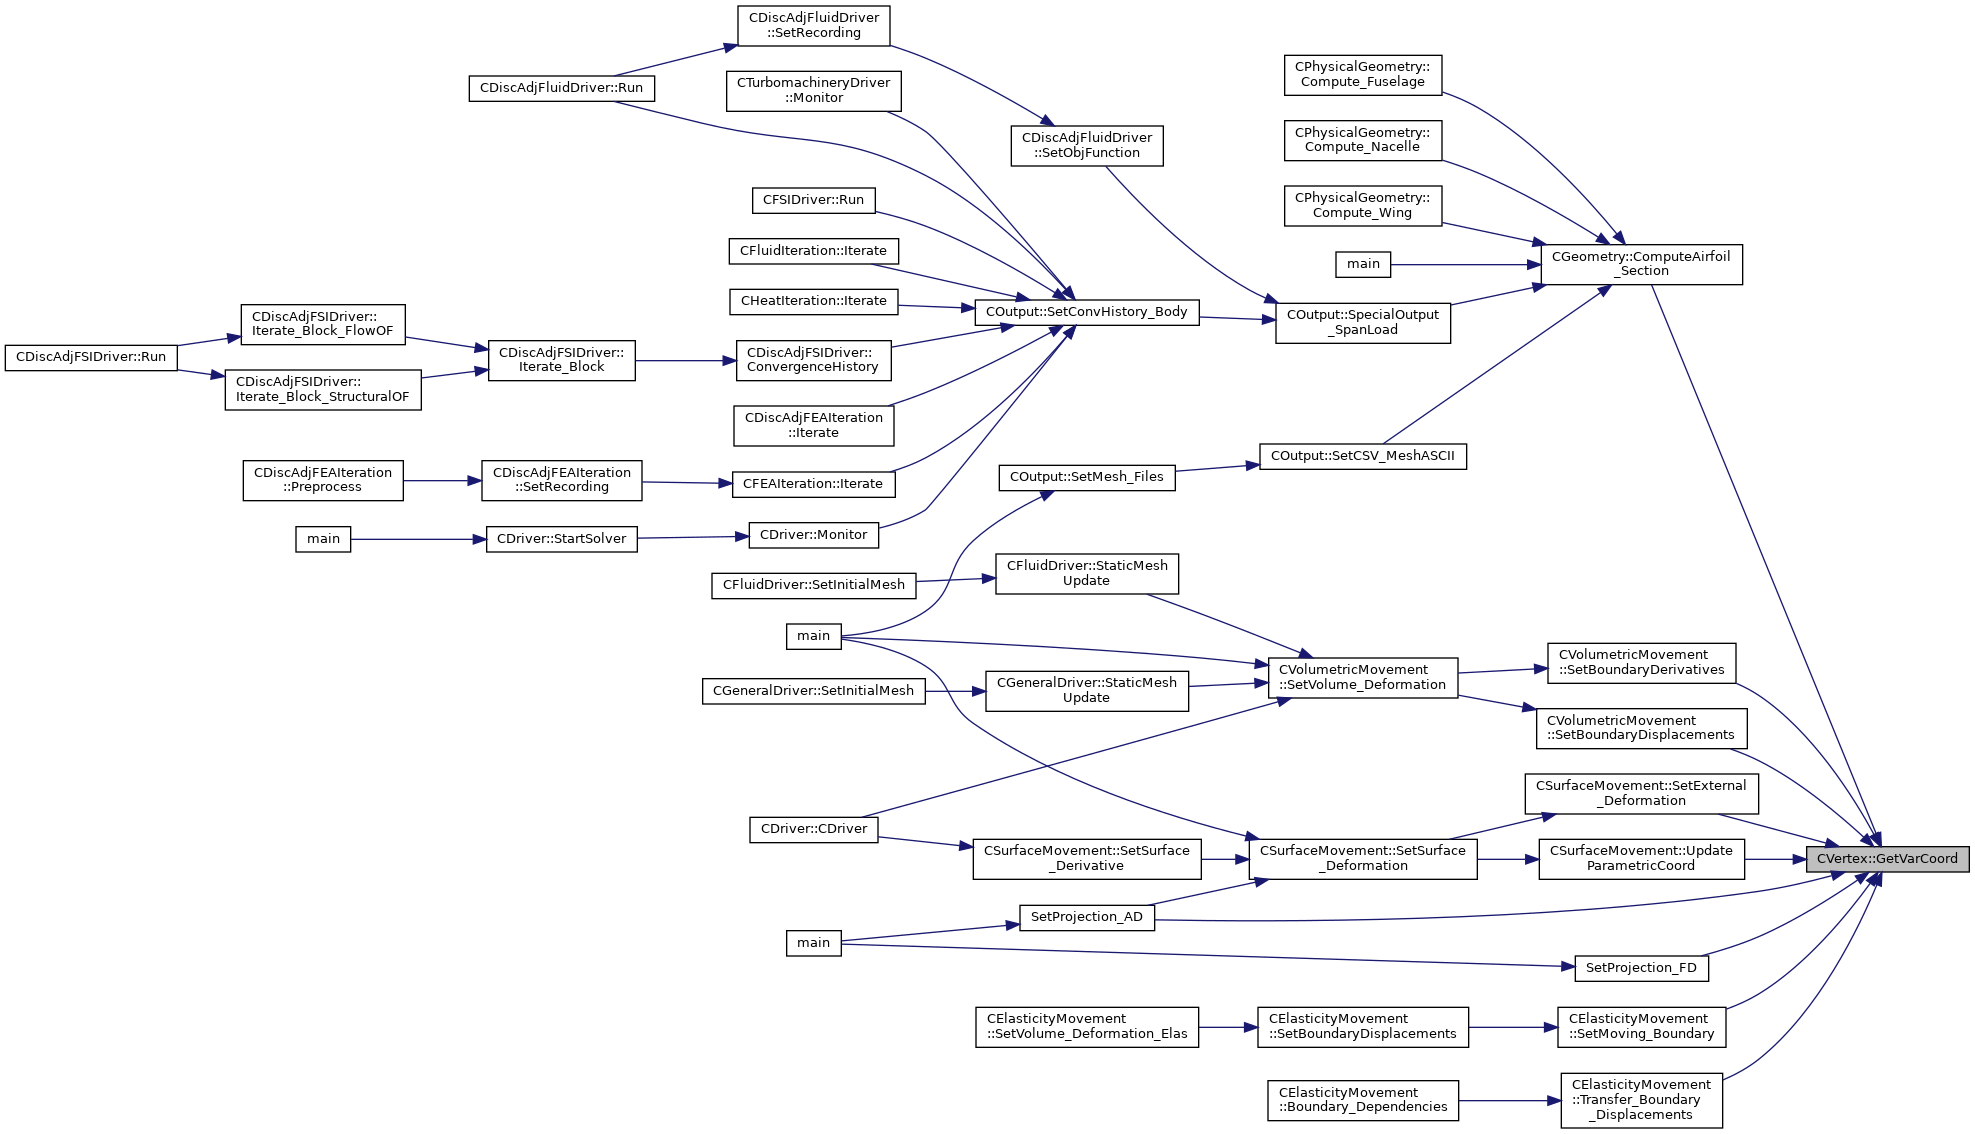 CDiscAdjFluidDriver
::SetRecording
CDiscAdjFluidDriver::Run
CTurbomachineryDriver
::Monitor
CDiscAdjFluidDriver
::SetObjFunction
CPhysicalGeometry::
Compute_Fuselage
CPhysicalGeometry::
Compute_Nacelle
CPhysicalGeometry::
Compute_Wing
main
CGeometry::ComputeAirfoil
_Section
CFSIDriver::Run
CFluidIteration::Iterate
CHeatIteration::Iterate
COutput::SetConvHistory_Body
COutput::SpecialOutput
_SpanLoad
CDiscAdjFSIDriver::Run
CDiscAdjFSIDriver::
Iterate_Block_FlowOF
CDiscAdjFSIDriver::
Iterate_Block_StructuralOF
CDiscAdjFSIDriver::
Iterate_Block
CDiscAdjFSIDriver::
ConvergenceHistory
CDiscAdjFEAIteration
::Iterate
CDiscAdjFEAIteration
::Preprocess
CDiscAdjFEAIteration
::SetRecording
CFEAIteration::Iterate
COutput::SetMesh_Files
COutput::SetCSV_MeshASCII
main
CDriver::StartSolver
CDriver::Monitor
CFluidDriver::SetInitialMesh
CFluidDriver::StaticMesh
Update
main
CGeneralDriver::SetInitialMesh
CGeneralDriver::StaticMesh
Update
CVolumetricMovement
::SetVolume_Deformation
CVolumetricMovement
::SetBoundaryDerivatives
CVolumetricMovement
::SetBoundaryDisplacements
CSurfaceMovement::SetExternal
_Deformation
CDriver::CDriver
CSurfaceMovement::SetSurface
_Derivative
CSurfaceMovement::SetSurface
_Deformation
CSurfaceMovement::Update
ParametricCoord
CVertex::GetVarCoord
SetProjection_AD
main
SetProjection_FD
CElasticityMovement
::SetVolume_Deformation_Elas
CElasticityMovement
::SetBoundaryDisplacements
CElasticityMovement
::SetMoving_Boundary
CElasticityMovement
::Boundary_Dependencies
CElasticityMovement
::Transfer_Boundary
_Displacements